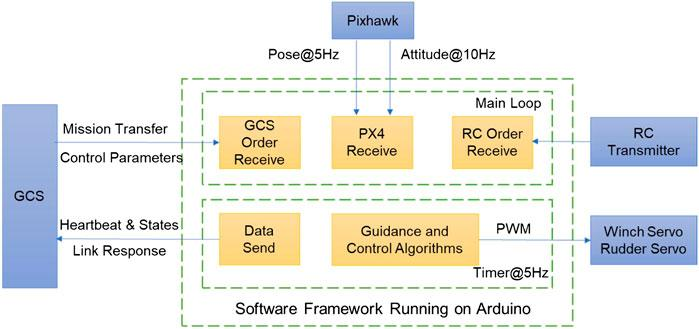 Pixhawk
Pose@5Hz
Attitude@10Hz
Main Loop
Mission Transfer
Control Parameters
GCS
Order
Receive
PX4
Receive
RC Order
Receive
RC
Transmitter
GCS
Heartbeat & States
Link Response
Data
Send
Guidance and
Control Algorithms
PWM
Winch Servo
Rudder Servo
Timer@5Hz
Software Framework Running on Arduino